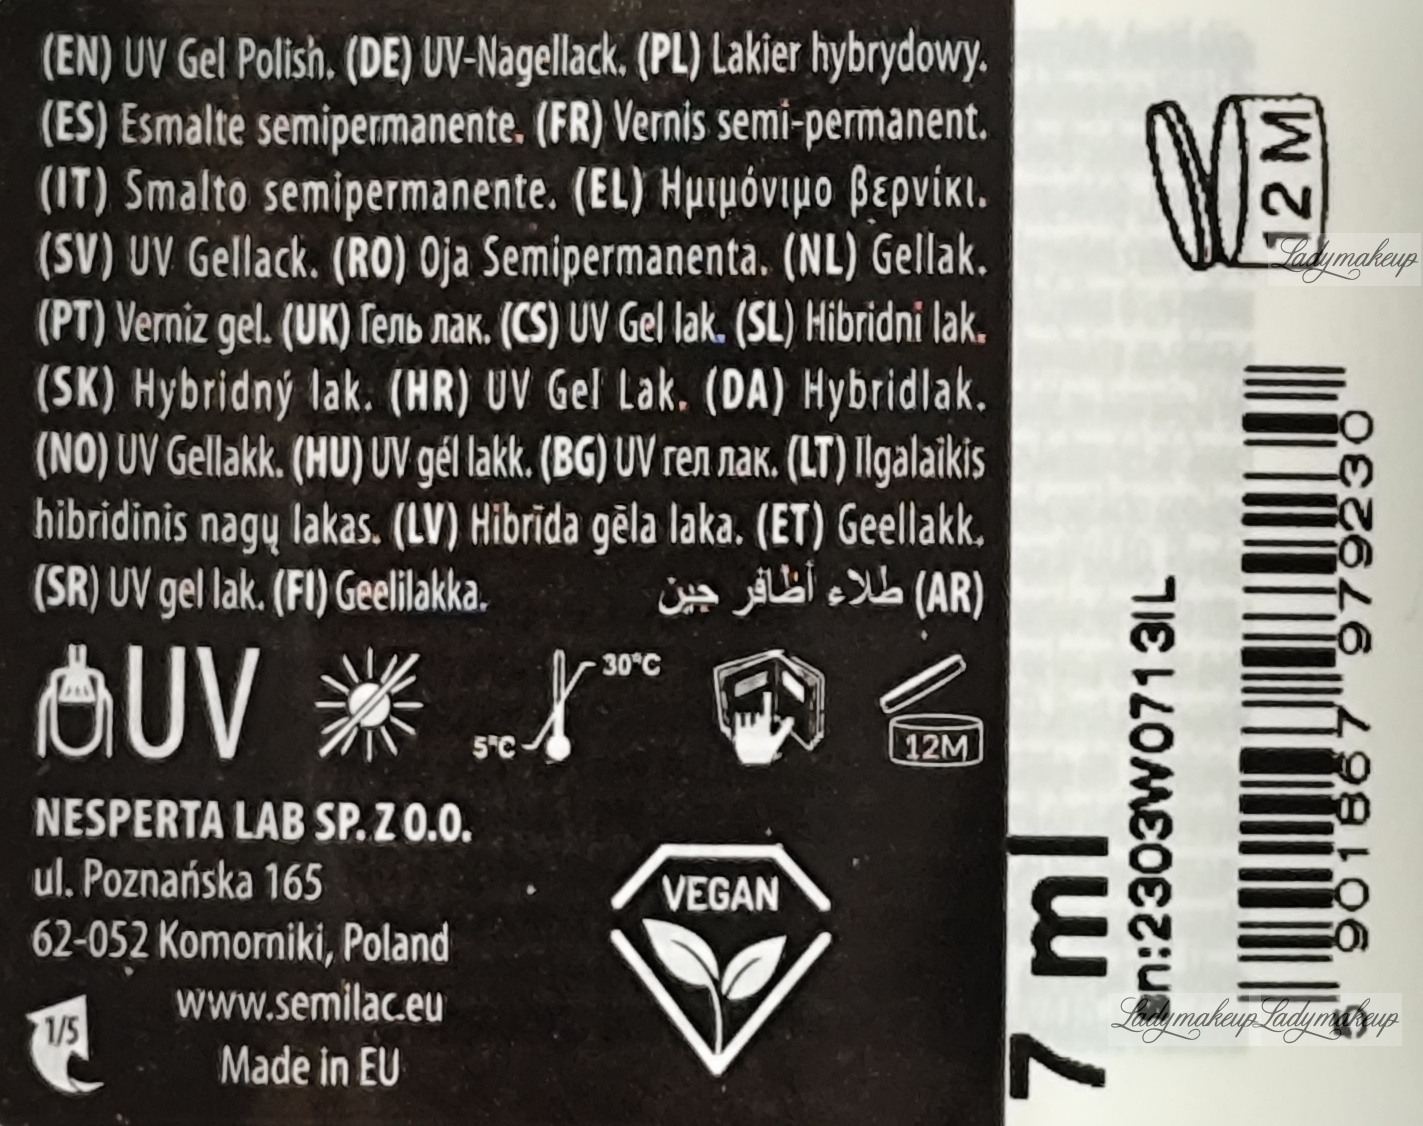 (EN) UV Gel Polish. (DE) UV-Nagellack. (PL) Lakier hybrydowy.
(ES) Esmalte semipermanente. (FR) Vernis semi-permanent.
(IT) Smalto semipermanente. (EL) Ημιμόνιμο βερνίκι.
(SV) UV Gellack. (RO) Oja Semipermanenta. (NL) Gellak.
(PT) Verniz gel. (UK) Гель лак. (CS) UV Gel lak. (SL) Hibridni lak.
(SK) Hybridný lak. (HR) UV Gel Lak. (DA) Hybridlak.
(NO) UV Gellakk. (HU) UV gél lakk. (BG) UV гел лак. (LT) Ilgalaikis
hibridinis nagų lakas. (LV) Hibrīda gēla laka. (ET) Geellakk.
(SR) UV gel lak. (FI) Geelilakka. (AR) طلاء أظافر جين
UV
30°C
5°C
12M
NESPERTA LAB SP. Z O.O.
ul. Poznańska 165
62-052 Komorniki, Poland
www.semilac.eu
Made in EU
1/5
VEGAN
7 ml
n:2303W0713IL
12 M
901867 979230
Ladymakeup
Ladymakeup
Ladymakeup